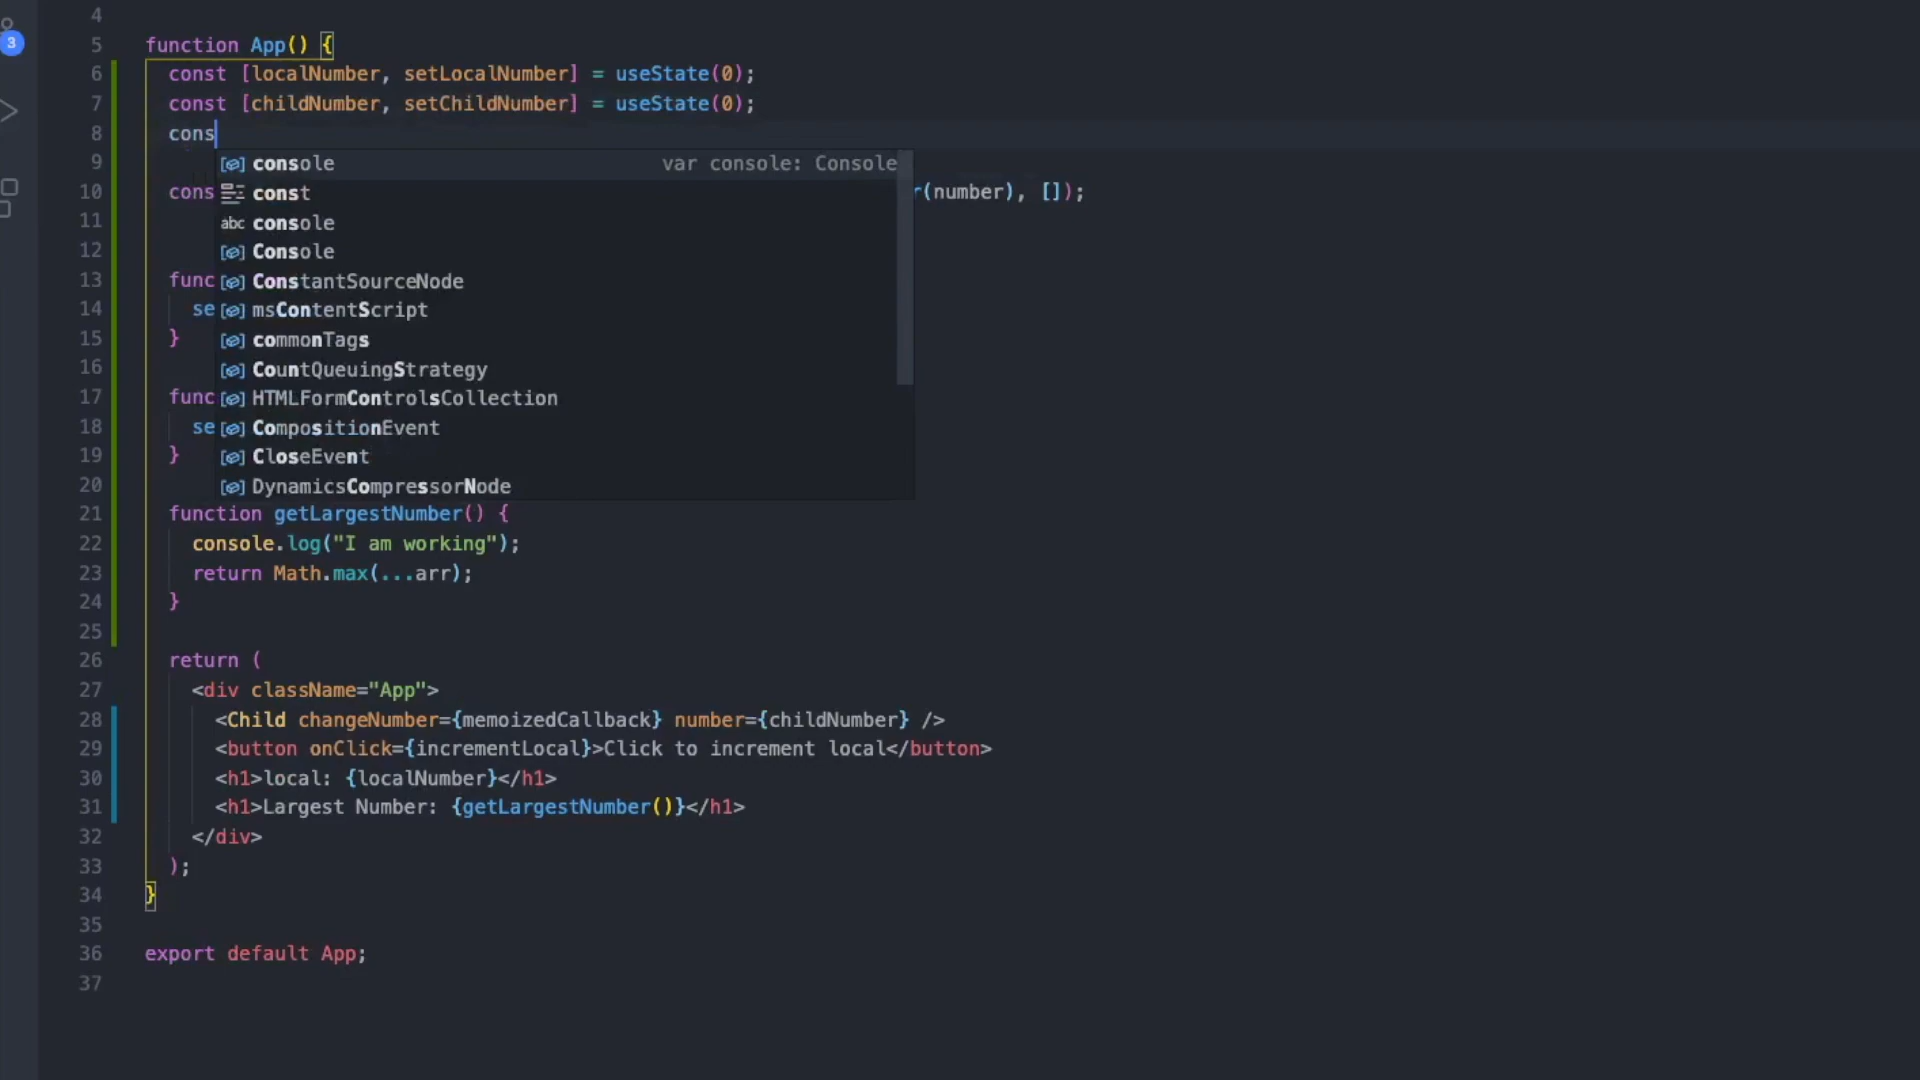 4
3
5 function App() {
6 const [localNumber, setLocalNumber] = useState(0);
7 const [childNumber, setChildNumber] = useState(0);
8 cons
console var console: Console
9
10 cons const r(number), []);
11 abc console
12 Console
13 func ConstantSourceNode
14 se msContentScript
15 } commonTags
16 CountQueuingStrategy
17 func HTMLFormControlsCollection
18 se CompositionEvent
19 } CloseEvent
20 DynamicsCompressorNode
21 function getLargestNumber() {
22 console.log("I am working");
23 return Math.max(...arr);
24 }
25
26 return (
27 <div className="App">
28 <Child changeNumber={memoizedCallback} number={childNumber} />
29 <button onClick={incrementLocal}>Click to increment local</button>
30 <h1>local: {localNumber}</h1>
31 <h1>Largest Number: {getLargestNumber()}</h1>
32 </div>
33 );
34 }
35
36 export default App;
37